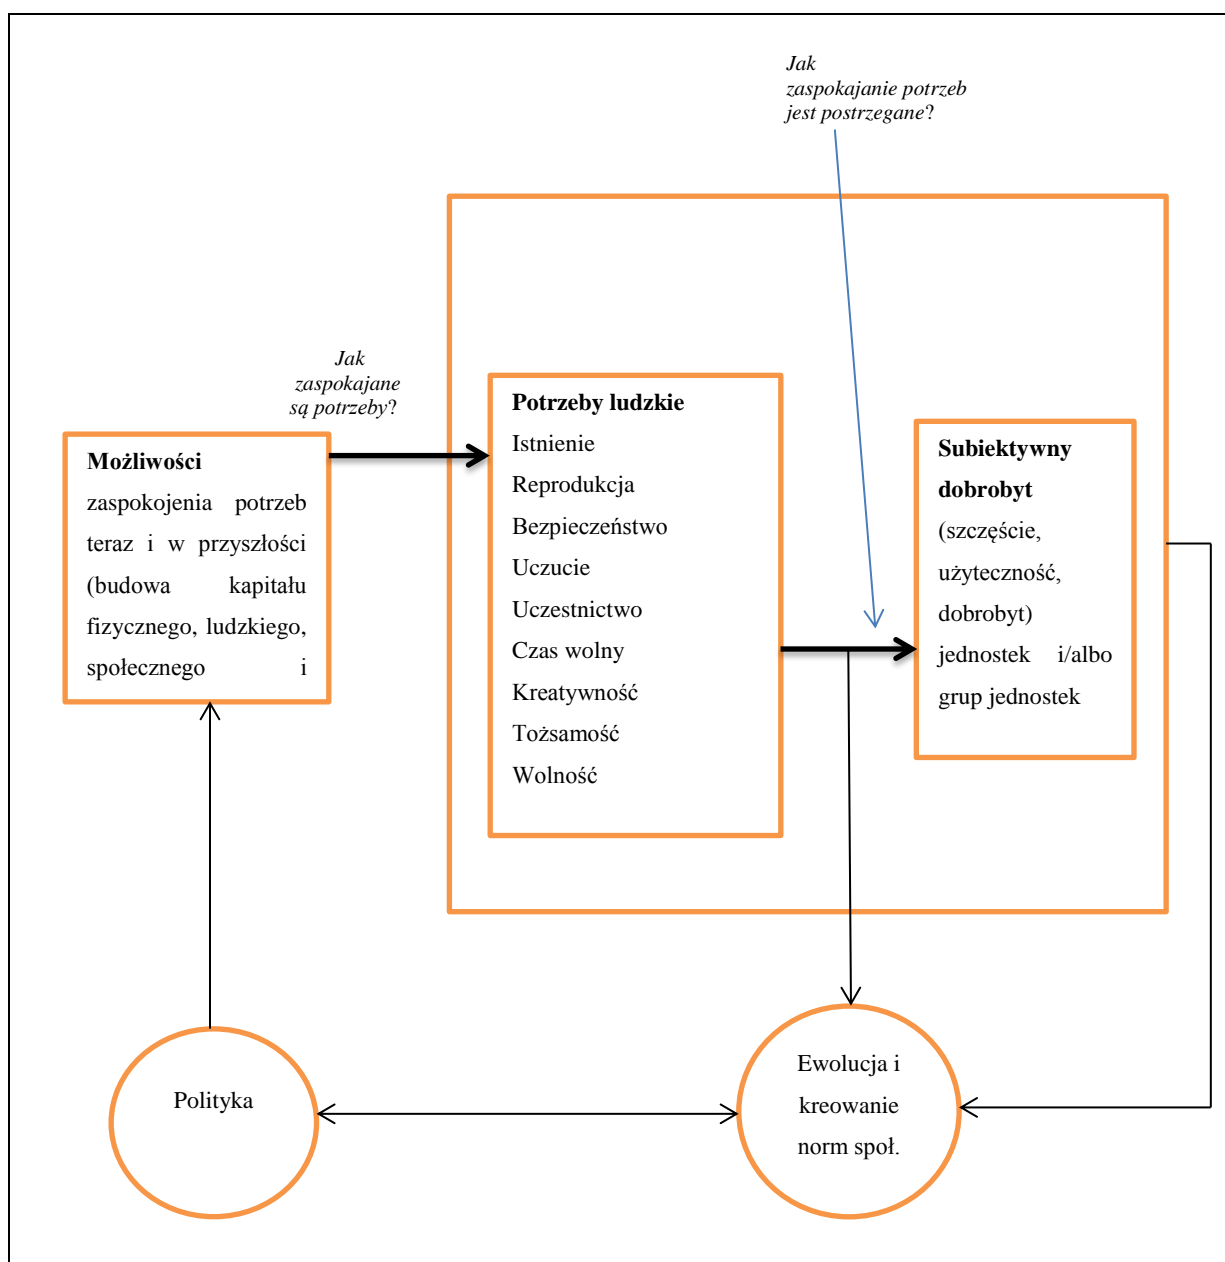 Jak
zaspokajanie potrzeb
jest postrzegane?
Jak
zaspokajane
są potrzeby?
Możliwości
zaspokojenia potrzeb
teraz i w przyszłości
(budowa kapitału
fizycznego, ludzkiego,
społecznego i
Potrzeby ludzkie
Istnienie
Reprodukcja
Bezpieczeństwo
Uczucie
Uczestnictwo
Czas wolny
Kreatywność
Tożsamość
Wolność
Subiektywny
dobrobyt
(szczęście,
użyteczność,
dobrobyt)
jednostek i/albo
grup jednostek
Polityka
Ewolucja i
kreowanie
norm społ.